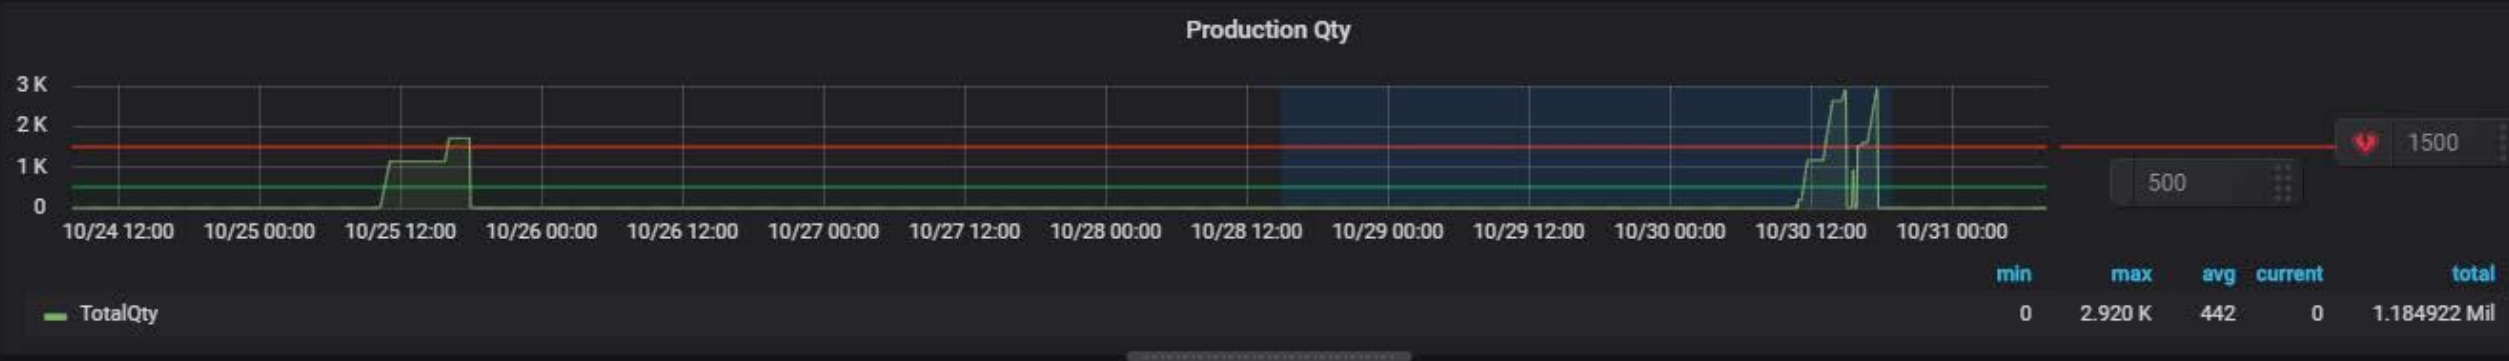 Production Qty
3 K
2 K
1 K
0
1500
500
10/24 12:00 10/25 00:00 10/25 12:00 10/26 00:00 10/26 12:00 10/27 00:00 10/27 12:00 10/28 00:00 10/28 12:00 10/29 00:00 10/29 12:00 10/30 00:00 10/30 12:00 10/31 00:00
min max avg current total
TotalQty 0 2.920 K 442 0 1.184922 Mil